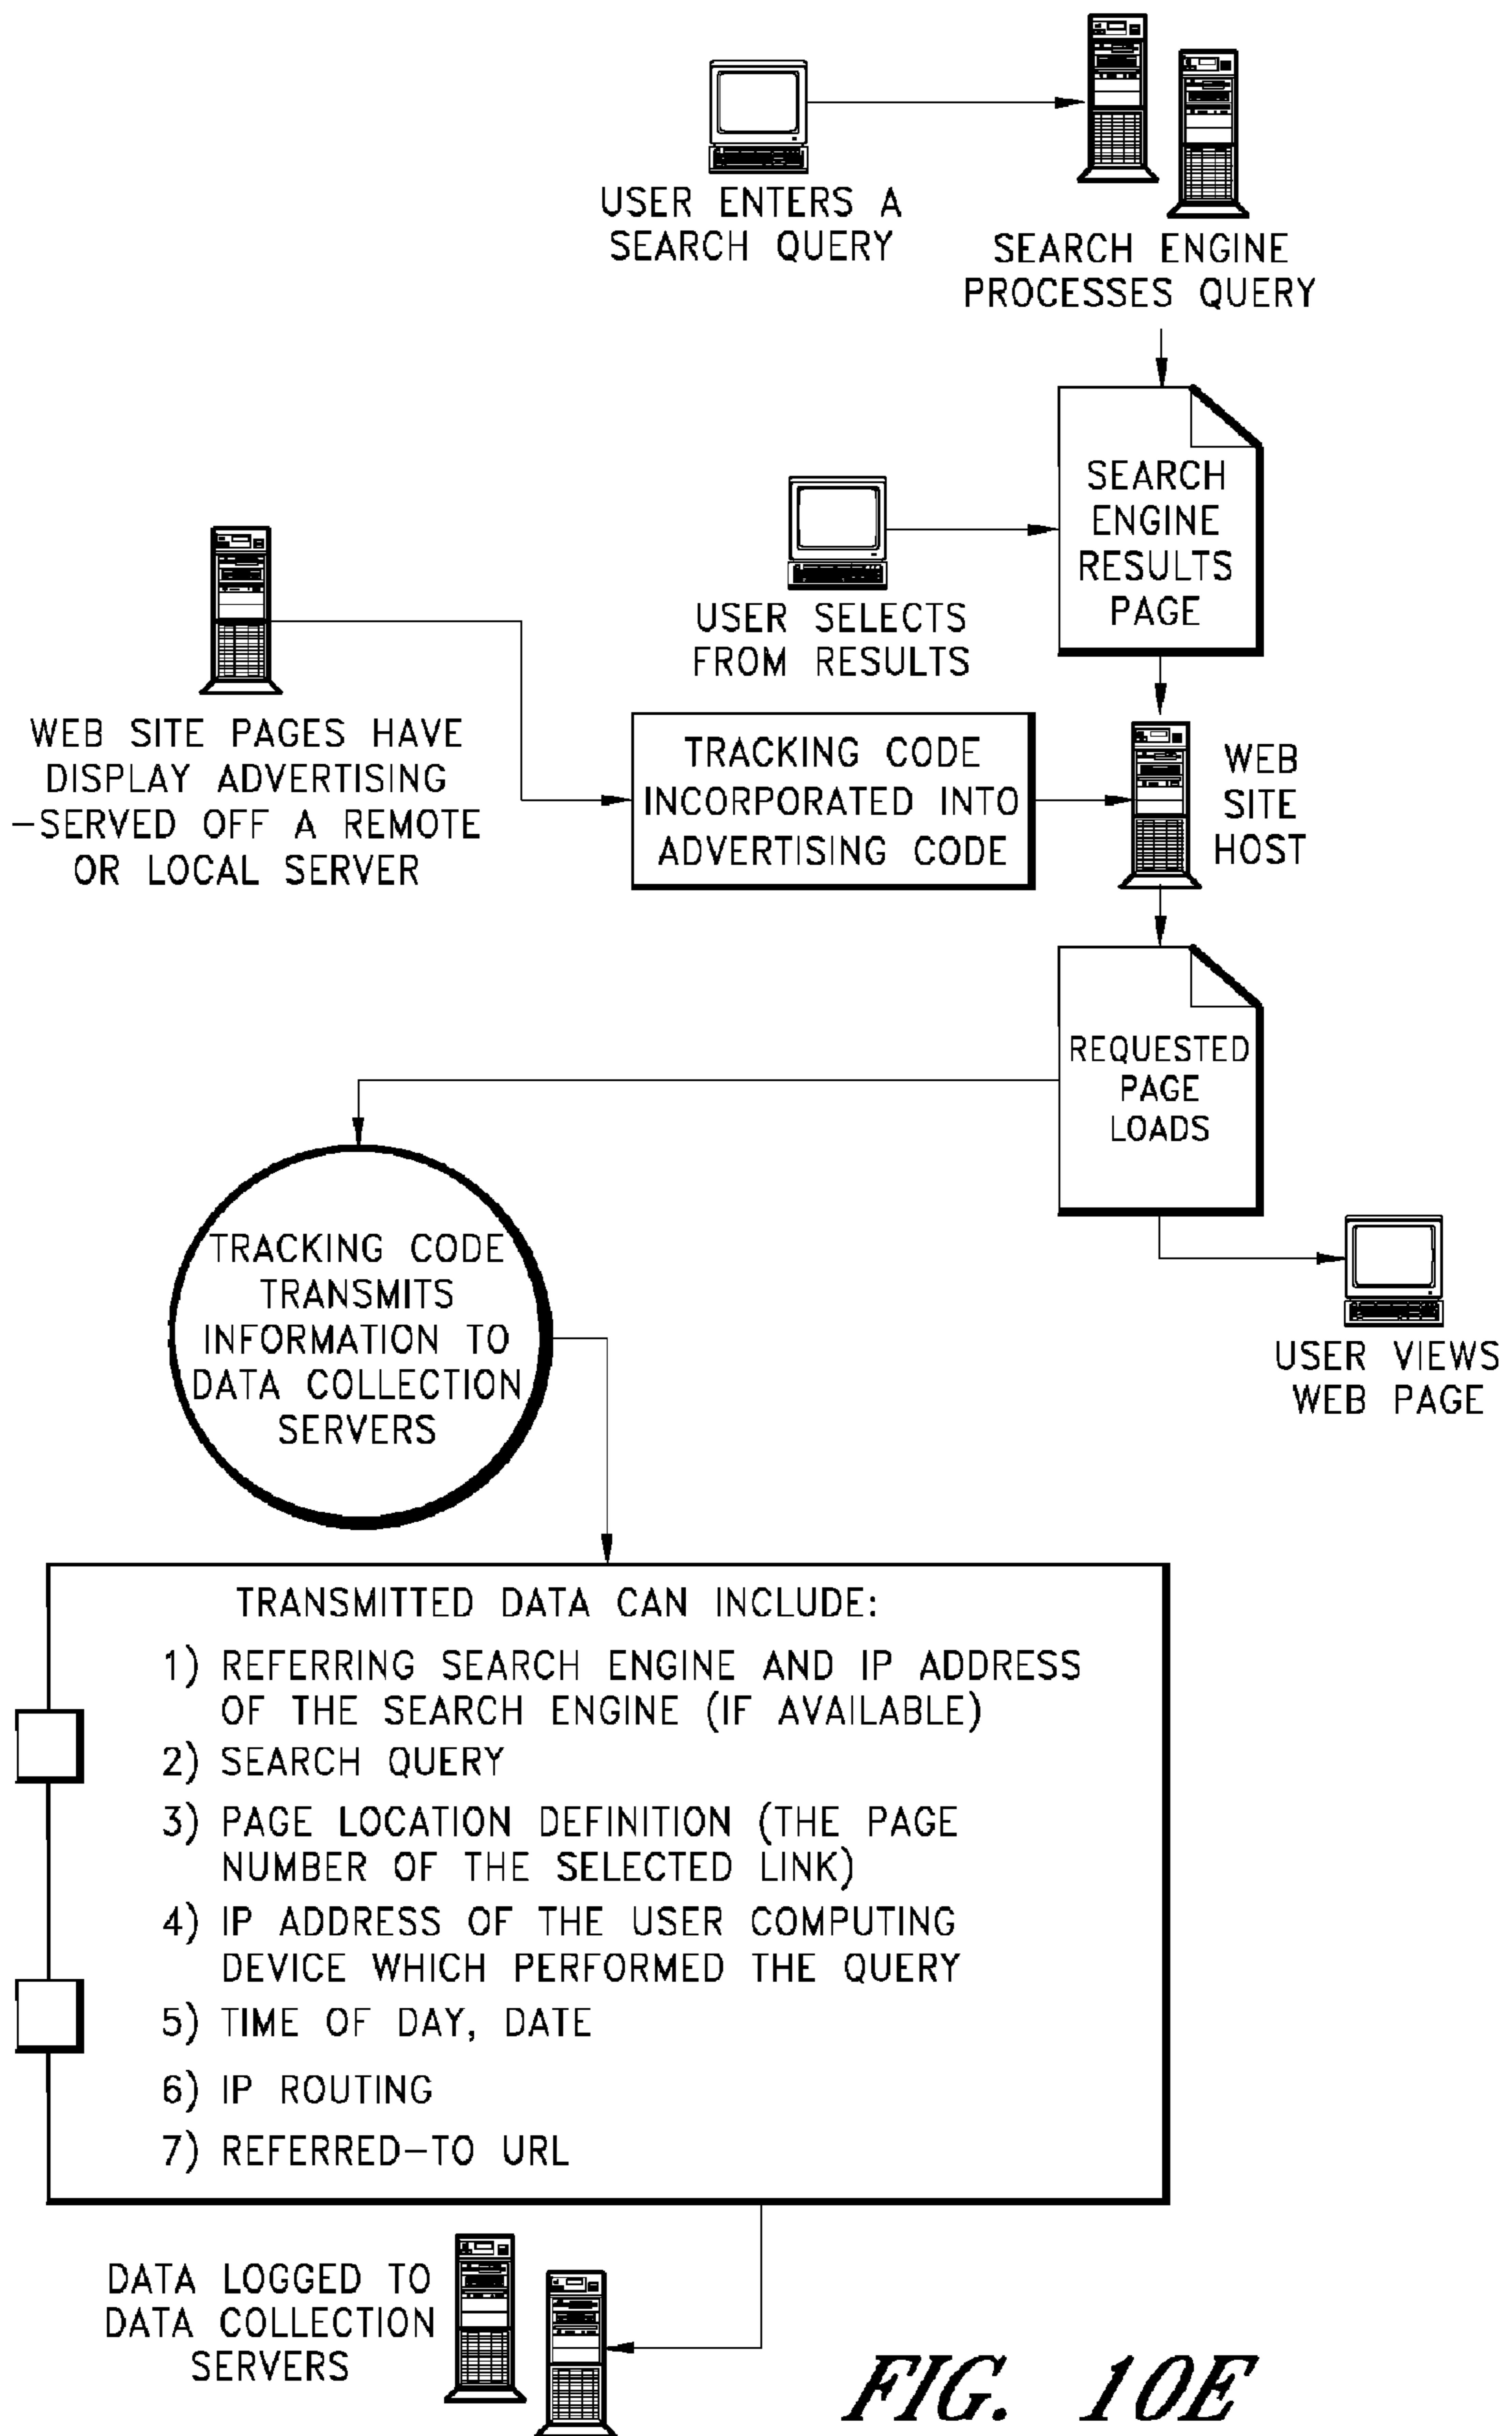 USER ENTERS A
SEARCH QUERY
SEARCH ENGINE
PROCESSES QUERY
SEARCH
ENGINE
RESULTS
PAGE
USER SELECTS
FROM RESULTS
WEB SITE PAGES HAVE
DISPLAY ADVERTISING
-SERVED OFF A REMOTE
OR LOCAL SERVER
TRACKING CODE
INCORPORATED INTO
ADVERTISING CODE
WEB
SITE
HOST
REQUESTED
PAGE
LOADS
TRACKING CODE
TRANSMITS
INFORMATION TO
DATA COLLECTION
SERVERS
USER VIEWS
WEB PAGE
TRANSMITTED DATA CAN INCLUDE:
1) REFERRING SEARCH ENGINE AND IP ADDRESS
OF THE SEARCH ENGINE (IF AVAILABLE)
2) SEARCH QUERY
3) PAGE LOCATION DEFINITION (THE PAGE
NUMBER OF THE SELECTED LINK)
4) IP ADDRESS OF THE USER COMPUTING
DEVICE WHICH PERFORMED THE QUERY
5) TIME OF DAY, DATE
6) IP ROUTING
7) REFERRED-TO URL
DATA LOGGED TO
DATA COLLECTION
SERVERS
FIG. 10E